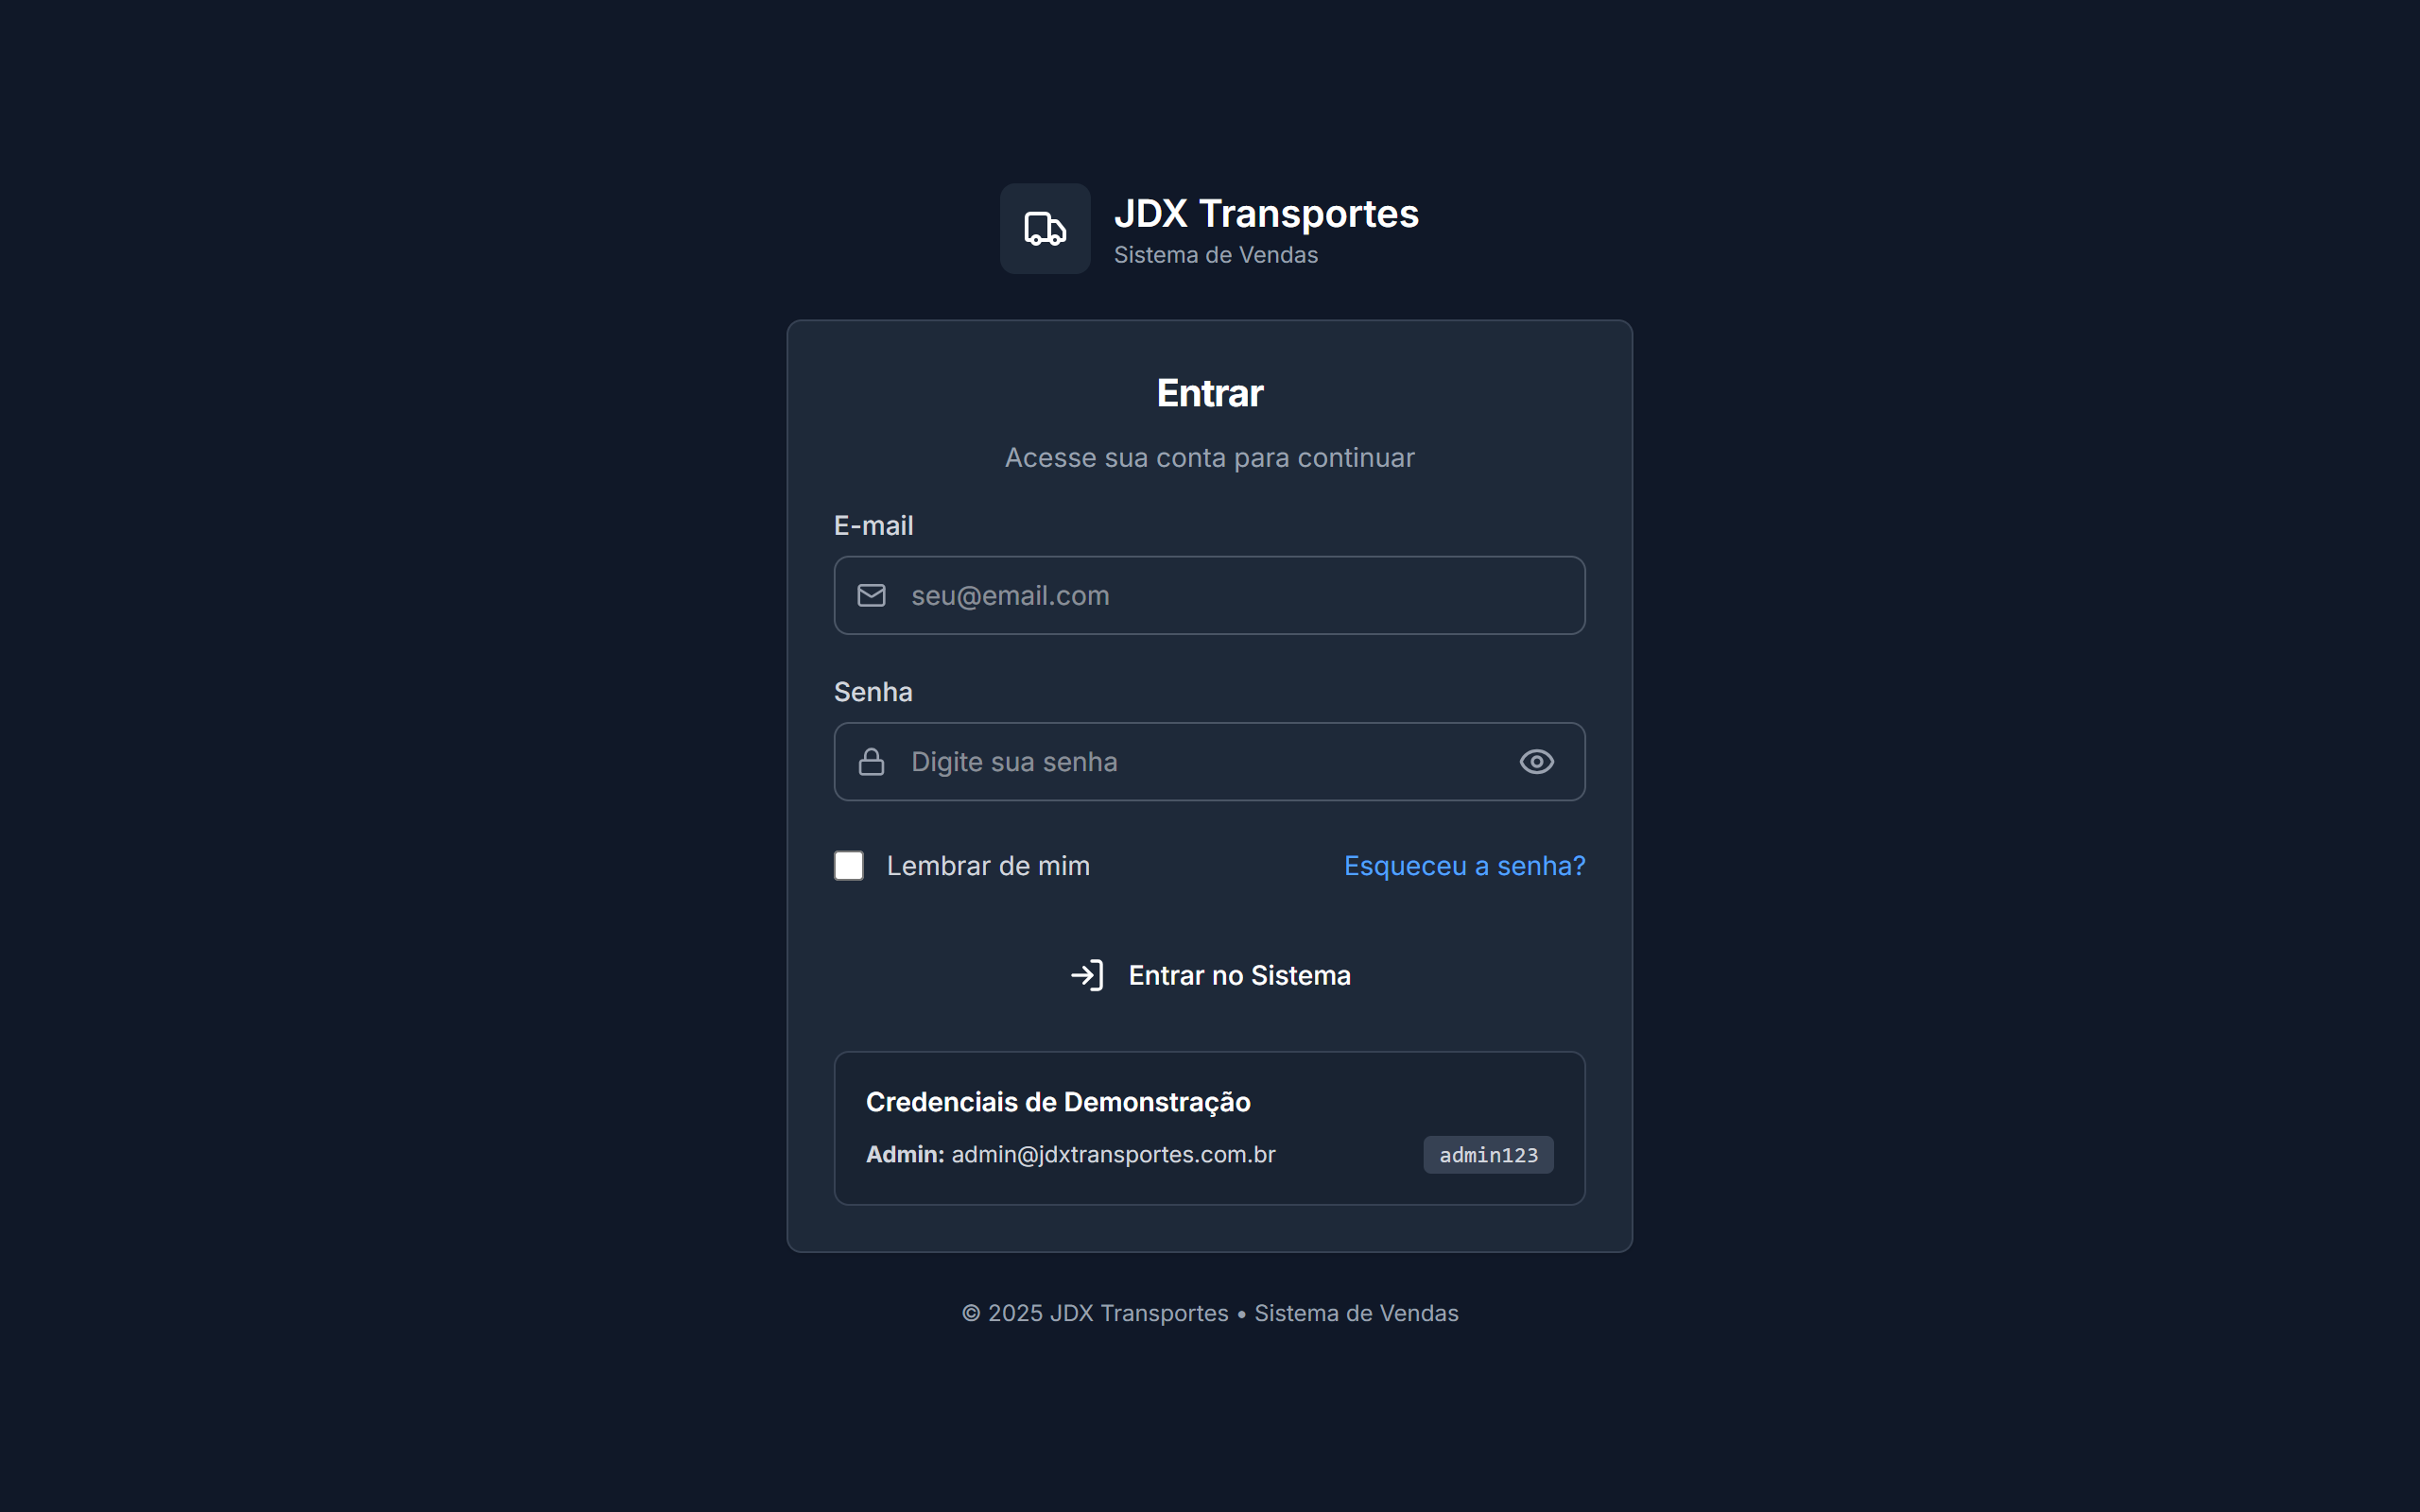 JDX Transportes
Sistema de Vendas
Entrar
Acesse sua conta para continuar
E-mail
seu@email.com
Senha
Digite sua senha
Lembrar de mim Esqueceu a senha?
Entrar no Sistema
Credenciais de Demonstração
Admin: admin@jdxtransportes.com.br admin123
© 2025 JDX Transportes • Sistema de Vendas